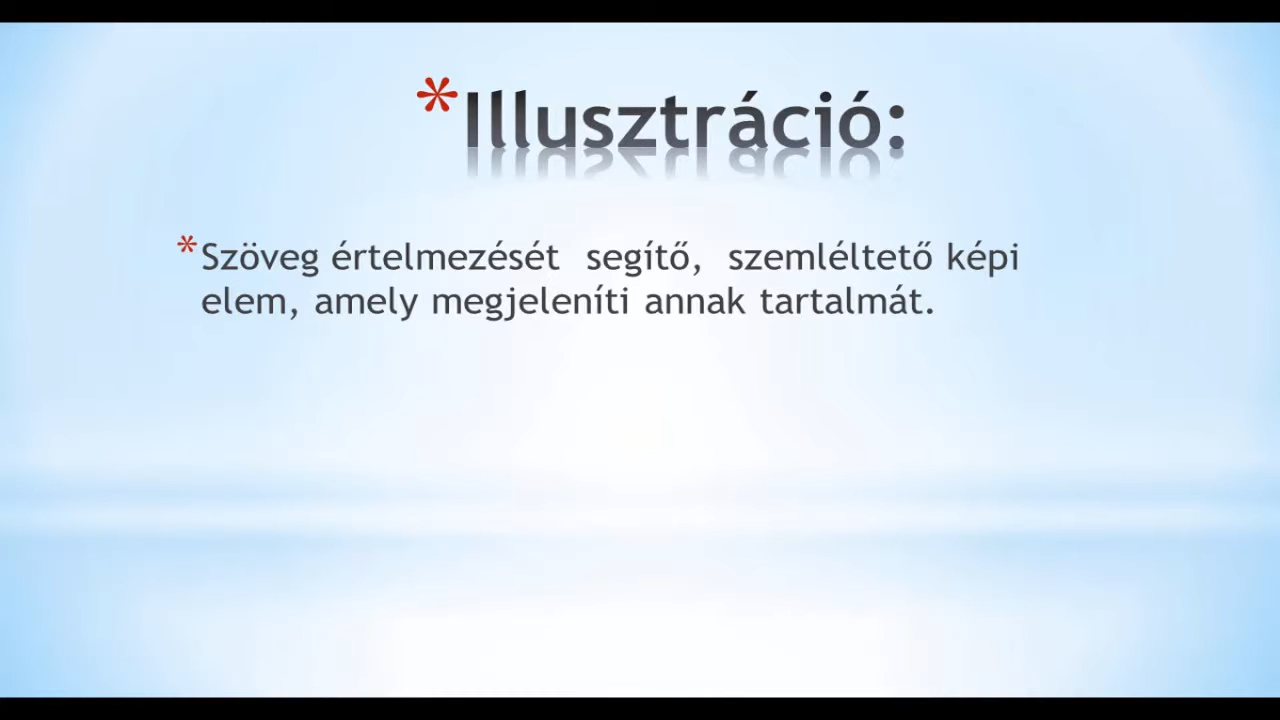 *Illusztráció:
*Szöveg értelmezését segítő, szemléltető képi
elem, amely megjeleníti annak tartalmát.